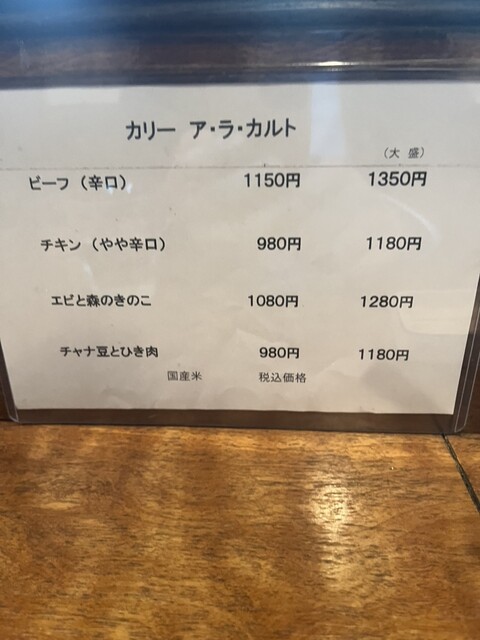 カリー ア・ラ・カルト
（大 盛）
ビーフ（辛口） 1150円 1350円
チキン（やや辛口） 980円 1180円
エビと森のきのこ 1080円 1280円
チャナ豆とひき肉 980円 1180円
国産米 税込価格